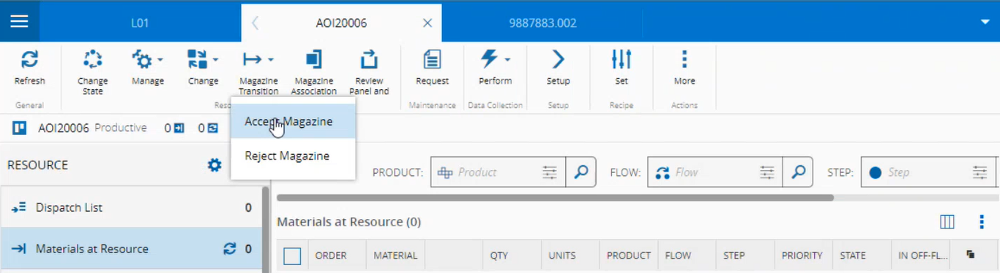 L01
AOI20006
9887883.002
Refresh
Change State
Manage
Change
Magazine Transition
Magazine Association
Review Panel and
Request
Perform
Setup
Set
More
General
Maintenance
Data Collection
Setup
Recipe
Actions
Accept Magazine
Reject Magazine
AOI20006 Productive 0 0
RESOURCE
PRODUCT: Product
FLOW: Flow
STEP: Step
Dispatch List 0
Materials at Resource 0
Materials at Resource (0)
ORDER MATERIAL QTY UNITS PRODUCT FLOW STEP PRIORITY STATE IN OFF-FL...